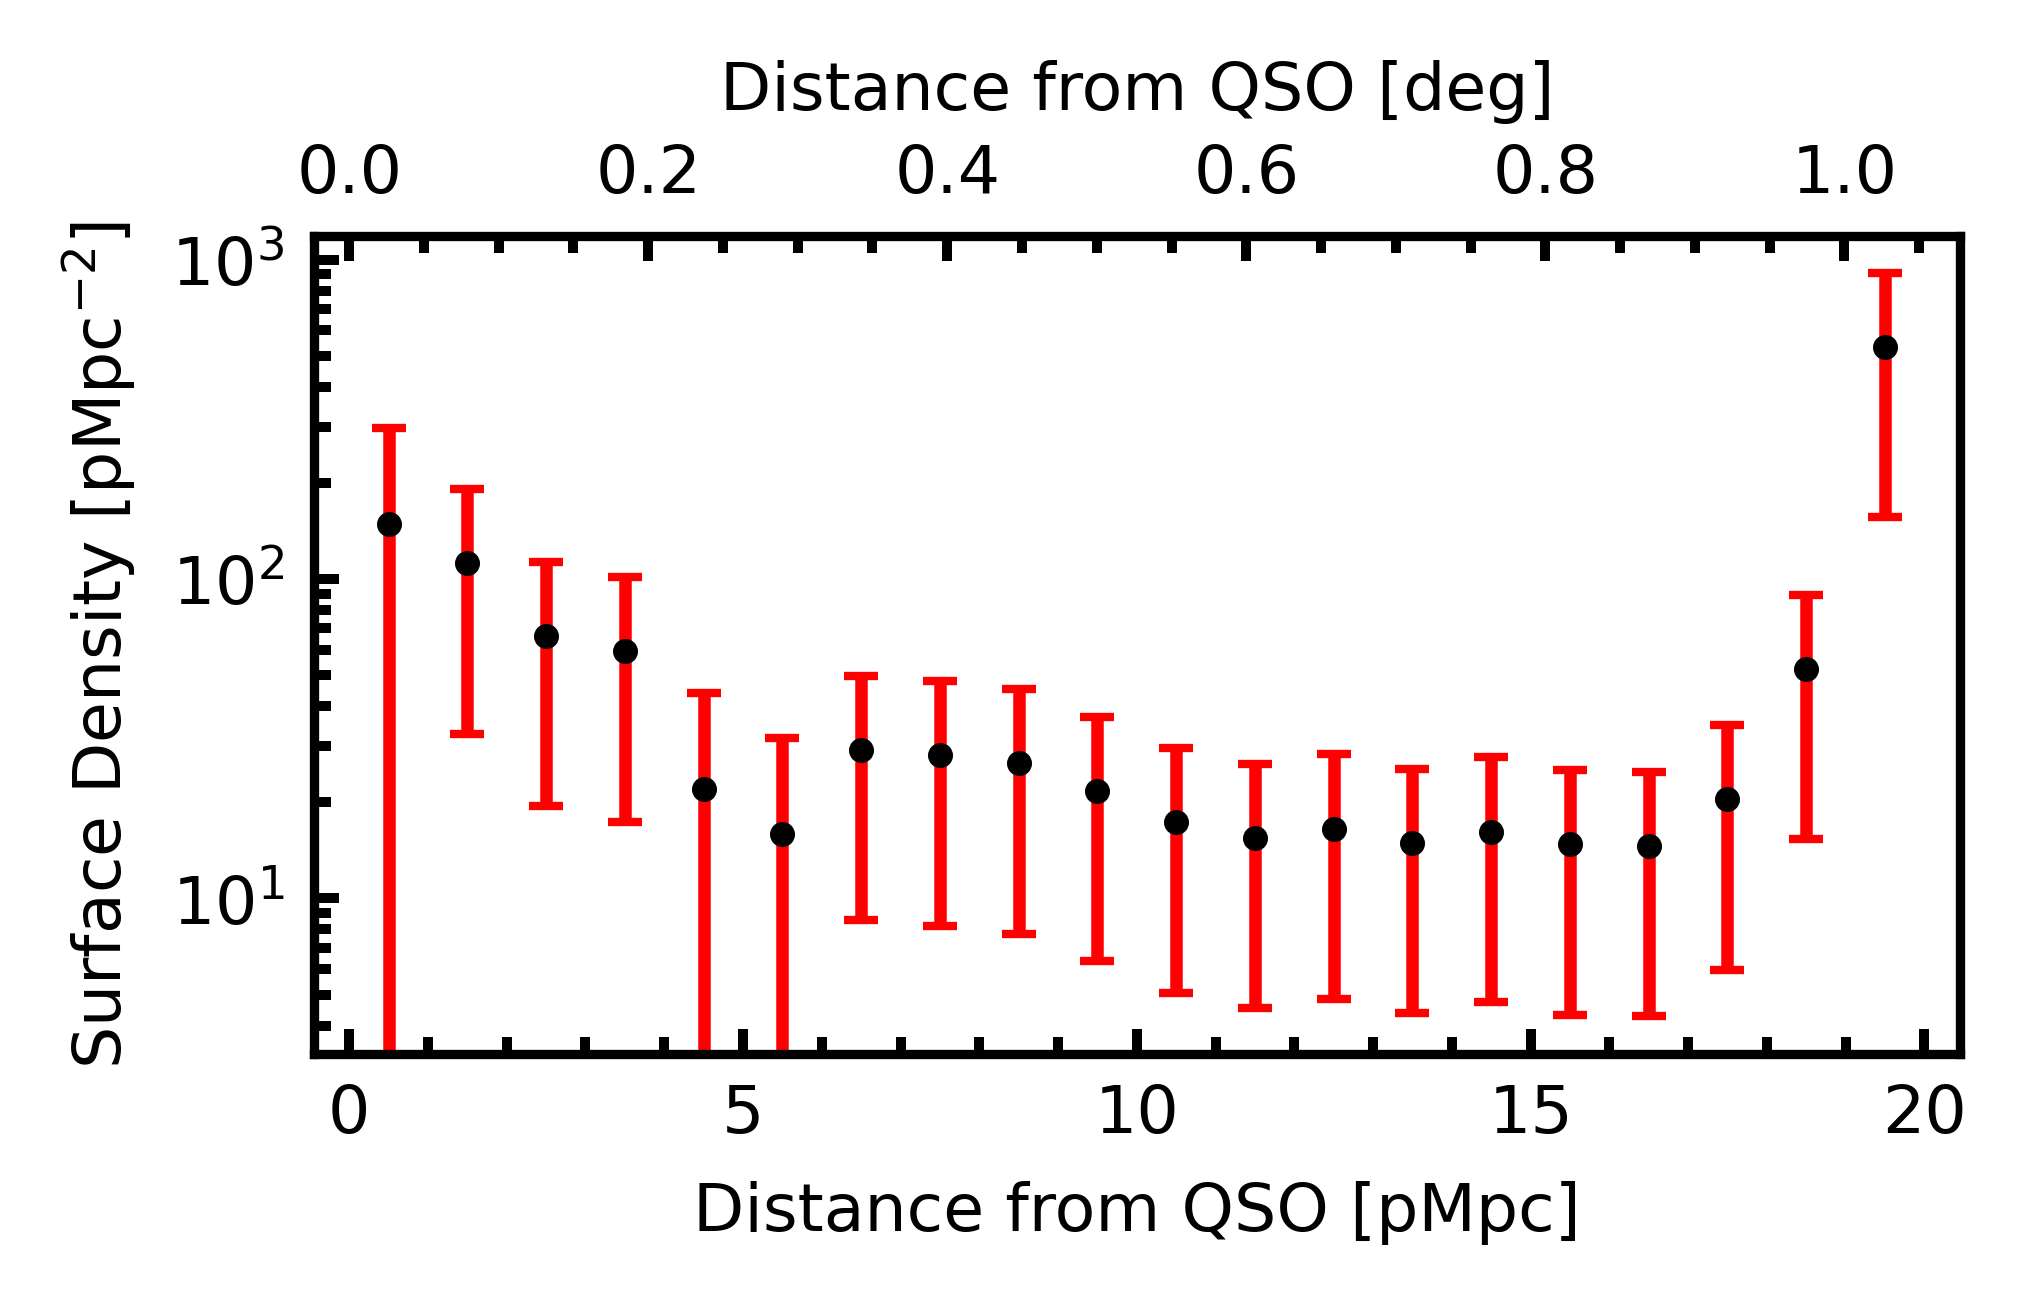 Distance from QSO [deg]
0.0 0.2 0.4 0.6 0.8 1.0
Surface Density [pMpc⁻²]
10³
10²
10¹
0 5 10 15 20
Distance from QSO [pMpc]